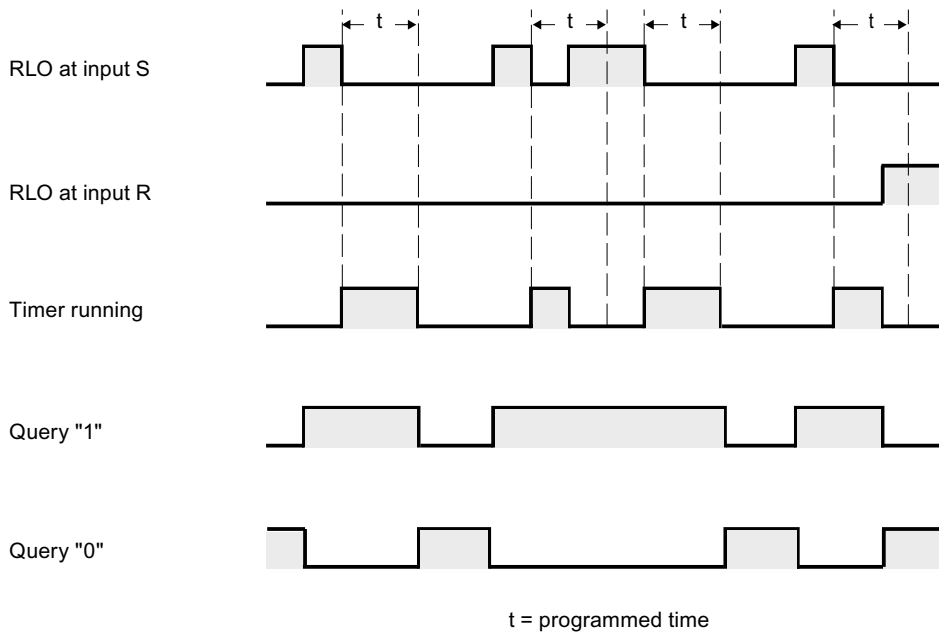 t t t t
RLO at input S
RLO at input R
Timer running
Query "1"
Query "0"
t = programmed time